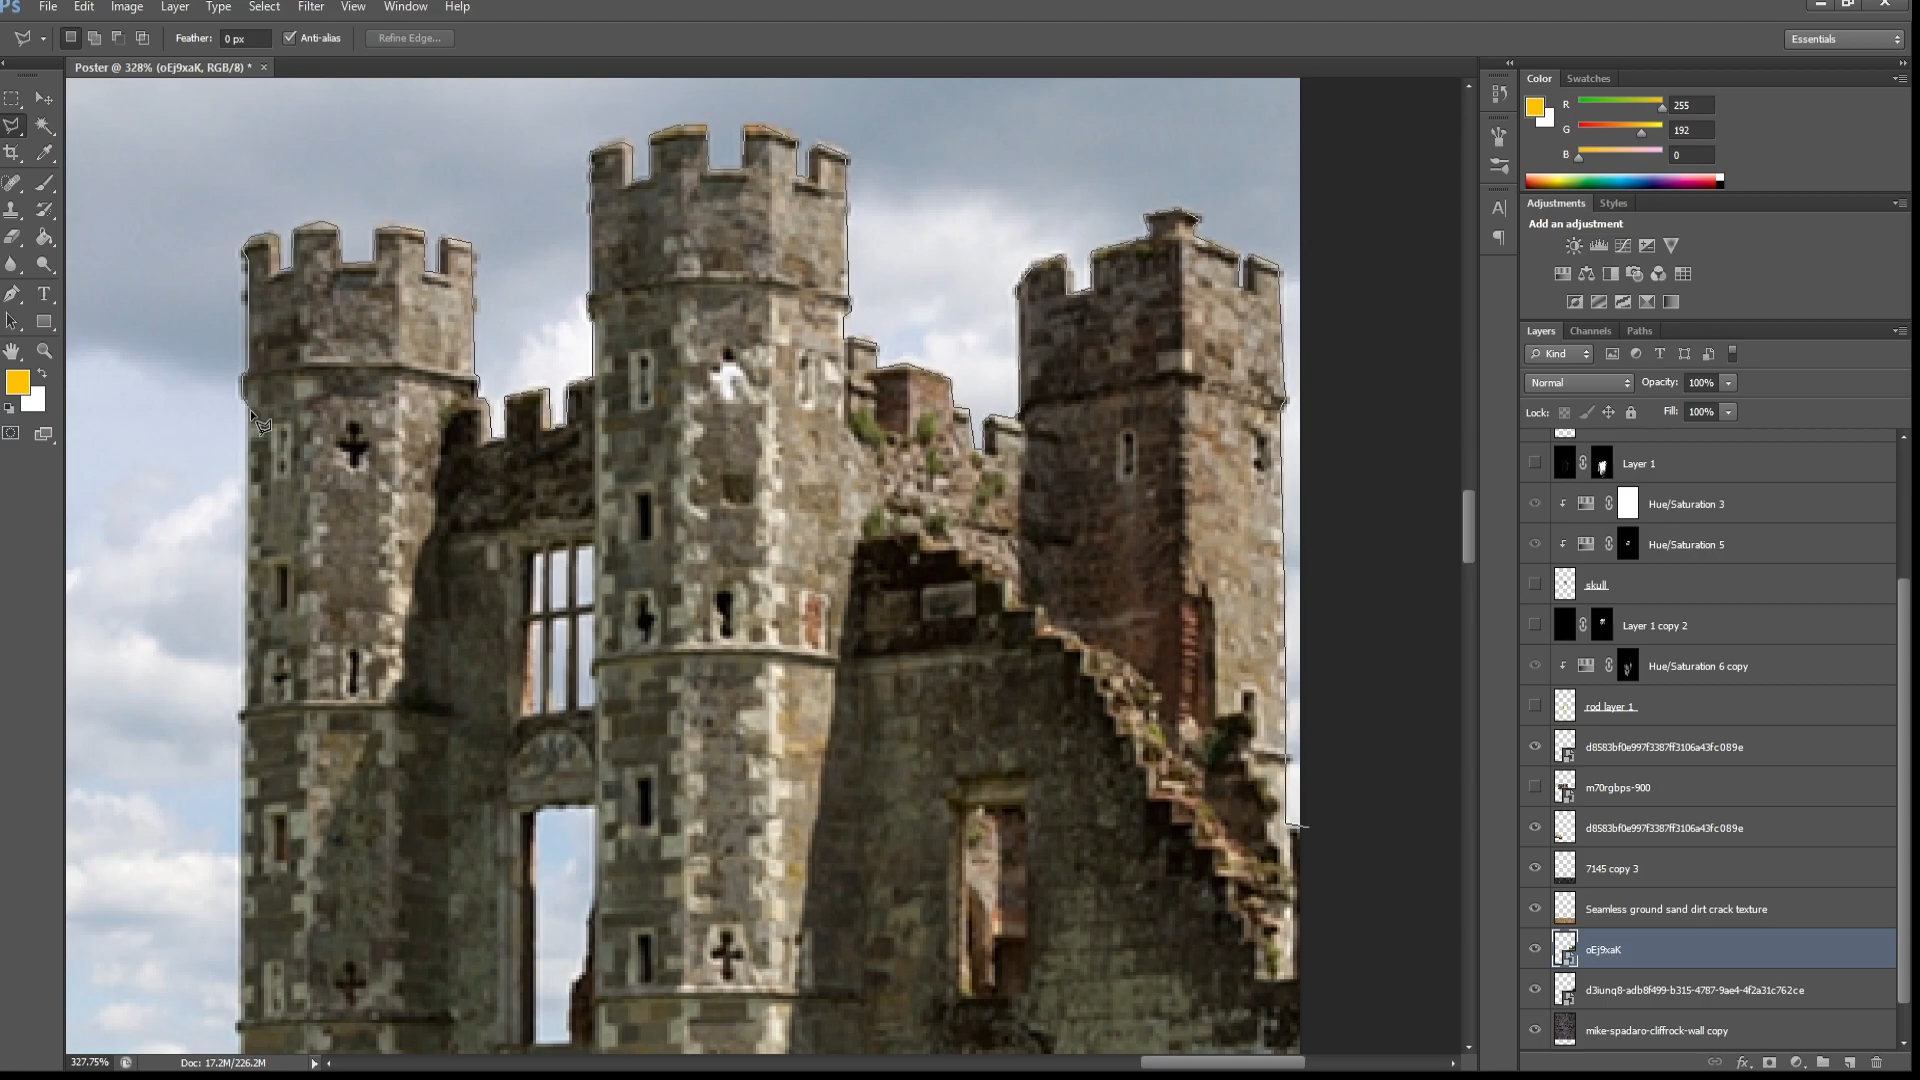 PS File Edit Image Layer Type Select Filter View Window Help
Feather: 0 px Anti-alias Refine Edge... Essentials
Poster @ 328% (oEj9xaK, RGB/8) * ×
Color Swatches
R 255
G 192
B 0
Adjustments Styles
Add an adjustment
Layers Channels Paths
Kind
Normal Opacity: 100%
Lock: Fill: 100%
Layer 1
Hue/Saturation 3
Hue/Saturation 5
skull
Layer 1 copy 2
Hue/Saturation 6 copy
rod layer 1
d8583bf0e997f3387ff3106a43fc089e
m70rgbps-900
d8583bf0e997f3387ff3106a43fc089e
7145 copy 3
Seamless ground sand dirt crack texture
oEj9xaK
d3iunq8-adb8f499-b315-4787-9ae4-4f2a31c762ce
mike-spadaro-cliffrock-wall copy
327.75% Doc: 17.2M/226.2M